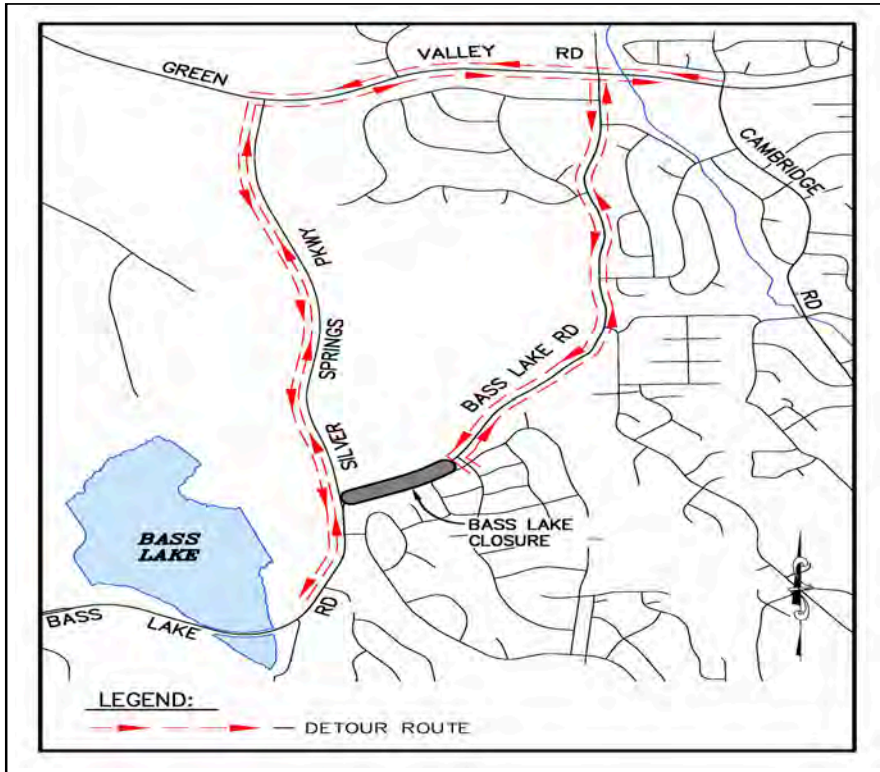 GREEN VALLEY RD
CAMBRIDGE RD
SILVER SPRINGS PKWY
BASS LAKE RD
BASS LAKE
CLOSURE
BASS
LAKE
BASS LAKE RD
LEGEND:
DETOUR ROUTE